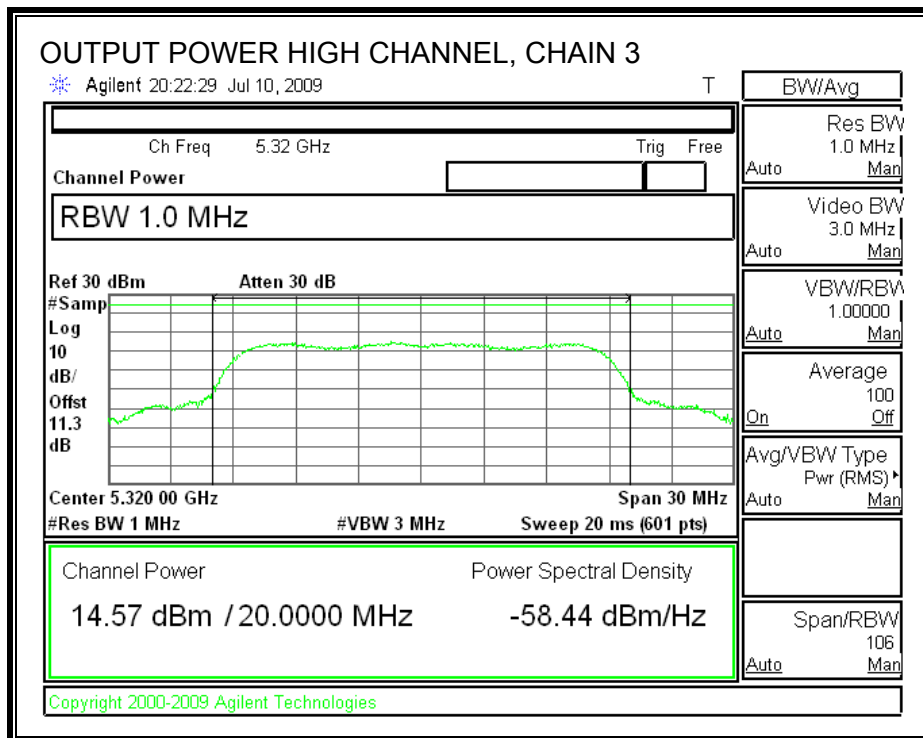 OUTPUT POWER HIGH CHANNEL, CHAIN 3
Agilent 20:22:29 Jul 10, 2009
T
BW/Avg
Ch Freq 5.32 GHz
Trig Free
Channel Power
RBW 1.0 MHz
Ref 30 dBm
Atten 30 dB
#Samp
Log
10
dB/
Offst
11.3
dB
Center 5.320 00 GHz
Span 30 MHz
#Res BW 1 MHz
#VBW 3 MHz
Sweep 20 ms (601 pts)
Channel Power
Power Spectral Density
14.57 dBm / 20.0000 MHz
-58.44 dBm/Hz
Res BW
1.0 MHz
Auto Man
Video BW
3.0 MHz
Auto Man
VBW/RBW
1.00000
Auto Man
Average
100
On Off
Avg/VBW Type
Pwr (RMS)
Auto Man
Span/RBW
106
Auto Man
Copyright 2000-2009 Agilent Technologies